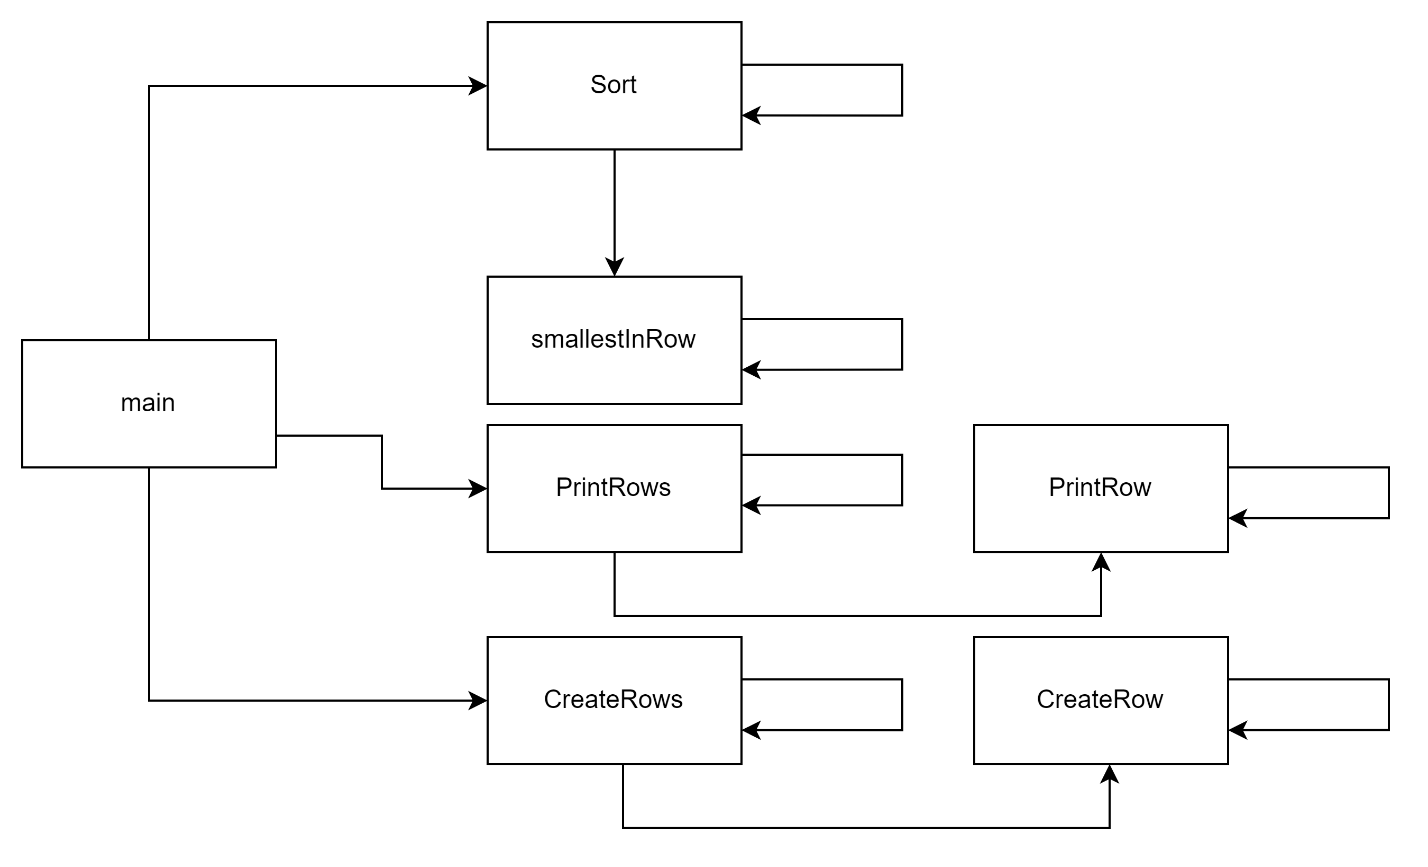 Sort
smallestInRow
main
PrintRows
PrintRow
CreateRows
CreateRow